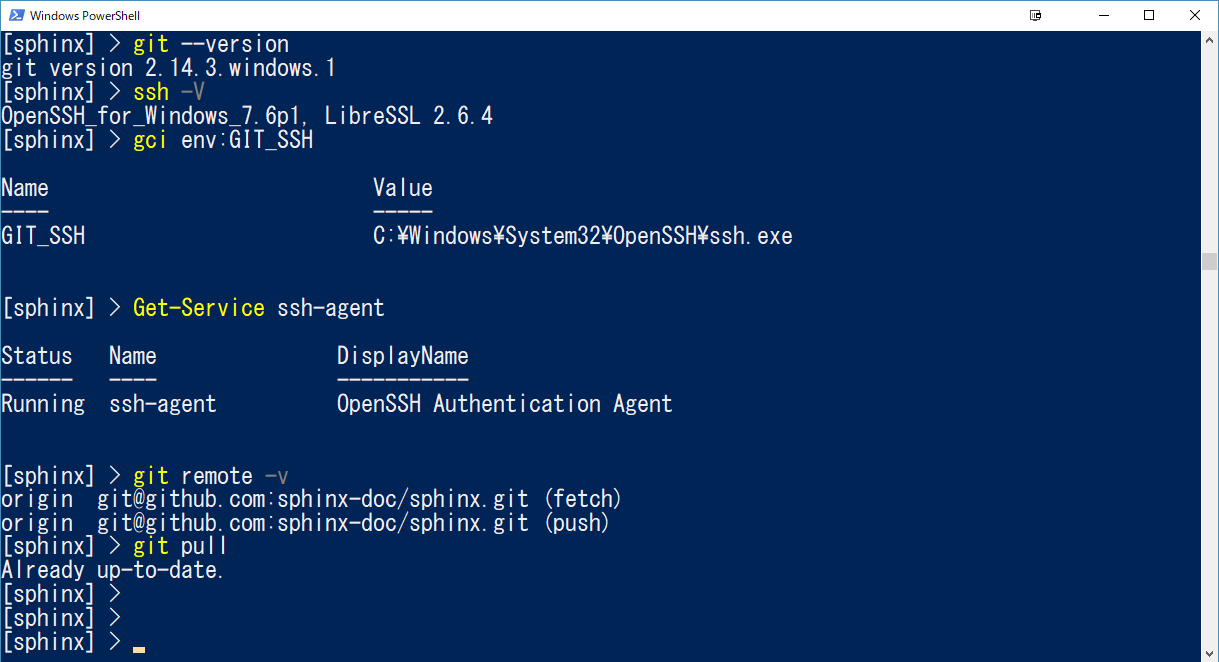 Windows PowerShell
[sphinx] > git --version
git version 2.14.3.windows.1
[sphinx] > ssh -V
OpenSSH_for_Windows_7.6p1, LibreSSL 2.6.4
[sphinx] > gci env:GIT_SSH
Name Value
---- -----
GIT_SSH C:¥Windows¥System32¥OpenSSH¥ssh.exe
[sphinx] > Get-Service ssh-agent
Status Name DisplayName
------ ---- -----------
Running ssh-agent OpenSSH Authentication Agent
[sphinx] > git remote -v
origin git@github.com:sphinx-doc/sphinx.git (fetch)
origin git@github.com:sphinx-doc/sphinx.git (push)
[sphinx] > git pull
Already up-to-date.
[sphinx] >
[sphinx] >
[sphinx] >